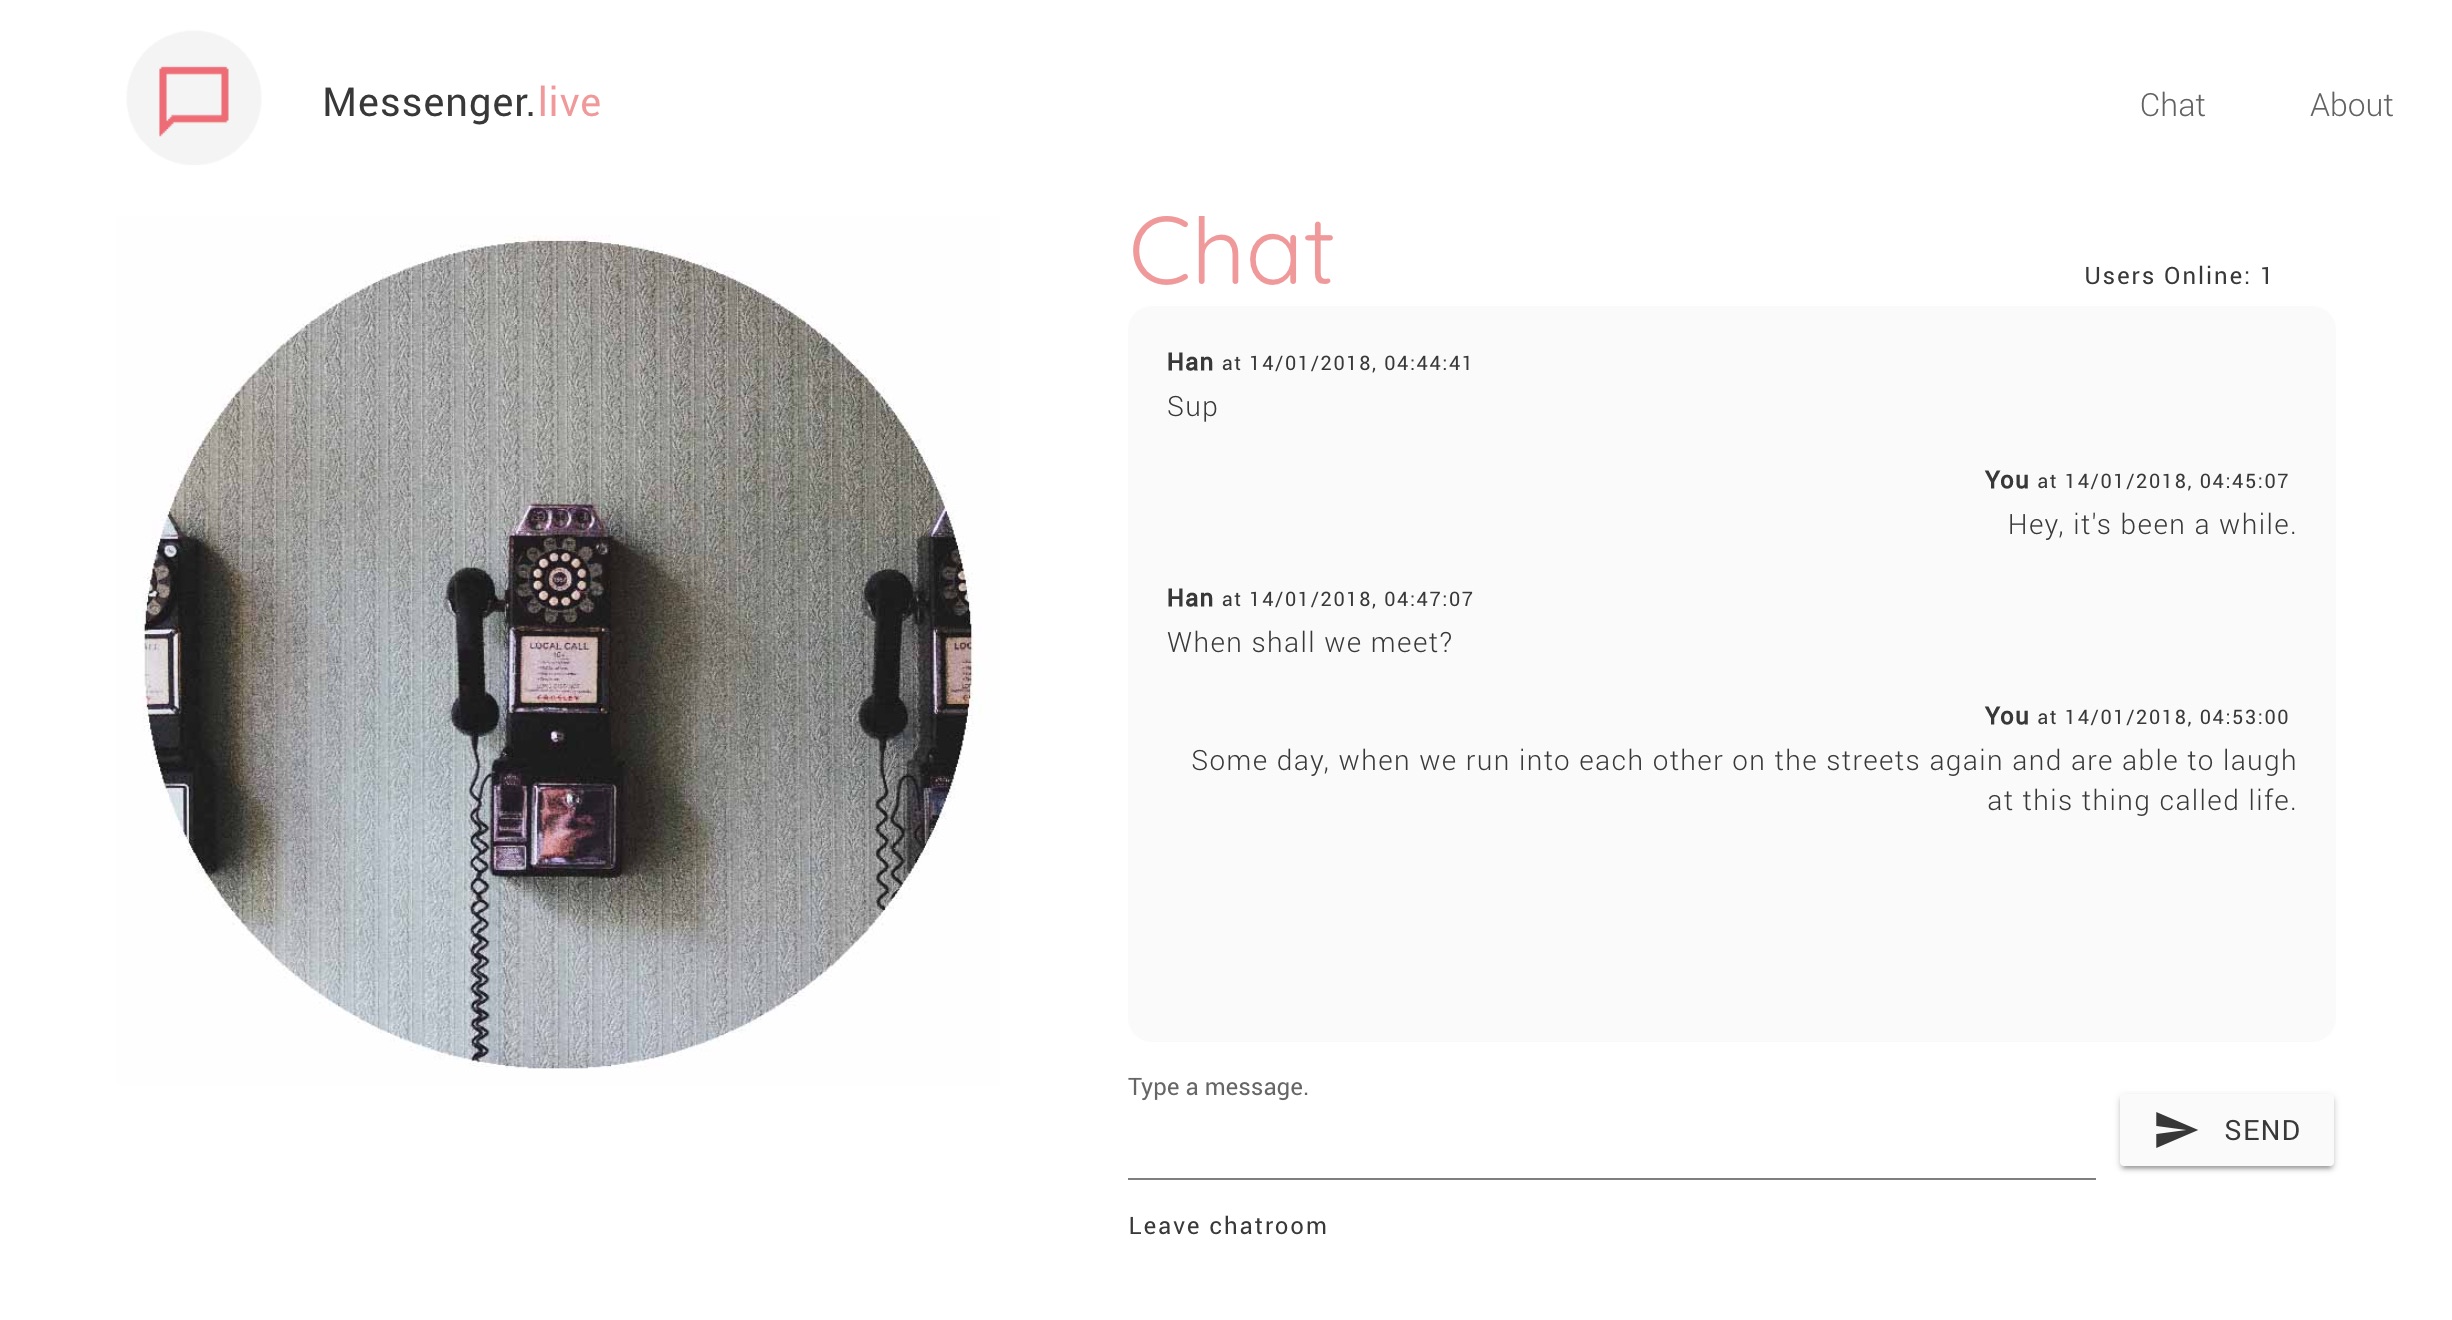 Messenger.live
Chat
About
LOCAL CALL
CROSLEY
Chat
Users Online: 1
Han at 14/01/2018, 04:44:41
Sup
You at 14/01/2018, 04:45:07
Hey, it's been a while.
Han at 14/01/2018, 04:47:07
When shall we meet?
You at 14/01/2018, 04:53:00
Some day, when we run into each other on the streets again and are able to laugh
at this thing called life.
Type a message.
SEND
Leave chatroom